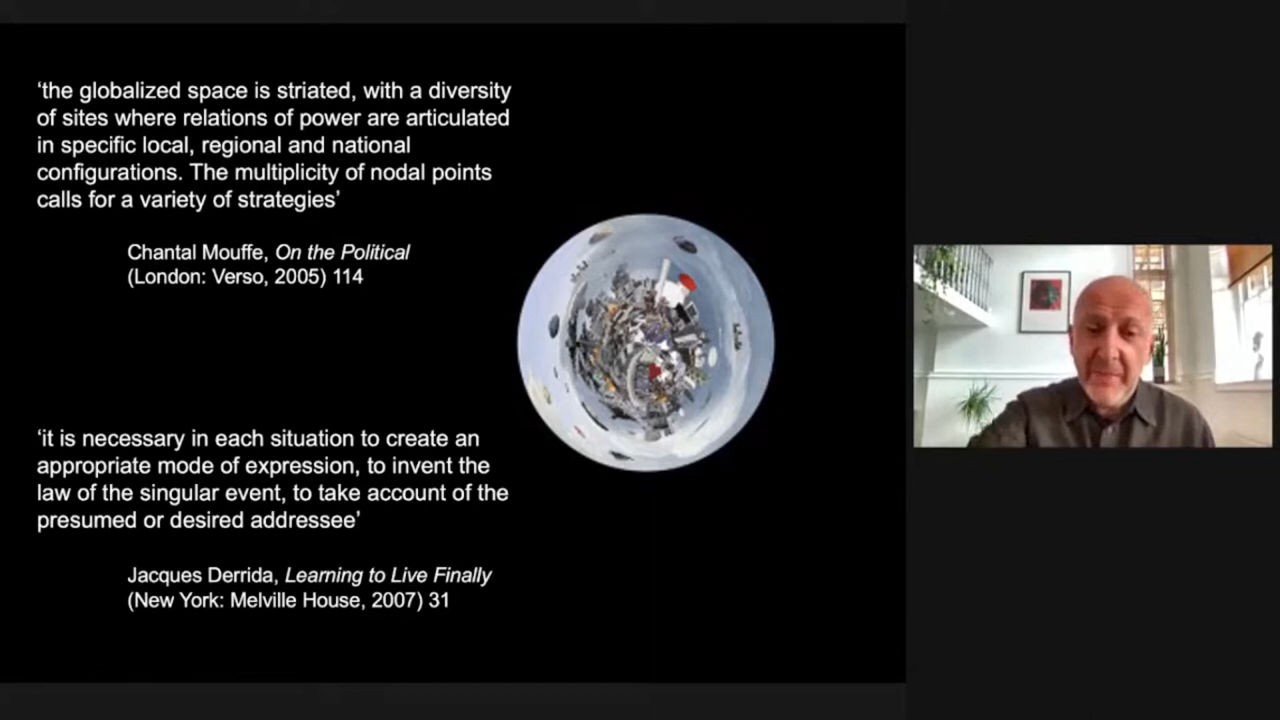 ‘the globalized space is striated, with a diversity
of sites where relations of power are articulated
in specific local, regional and national
configurations. The multiplicity of nodal points
calls for a variety of strategies’
Chantal Mouffe, On the Political
(London: Verso, 2005) 114
‘it is necessary in each situation to create an
appropriate mode of expression, to invent the
law of the singular event, to take account of the
presumed or desired addressee’
Jacques Derrida, Learning to Live Finally
(New York: Melville House, 2007) 31